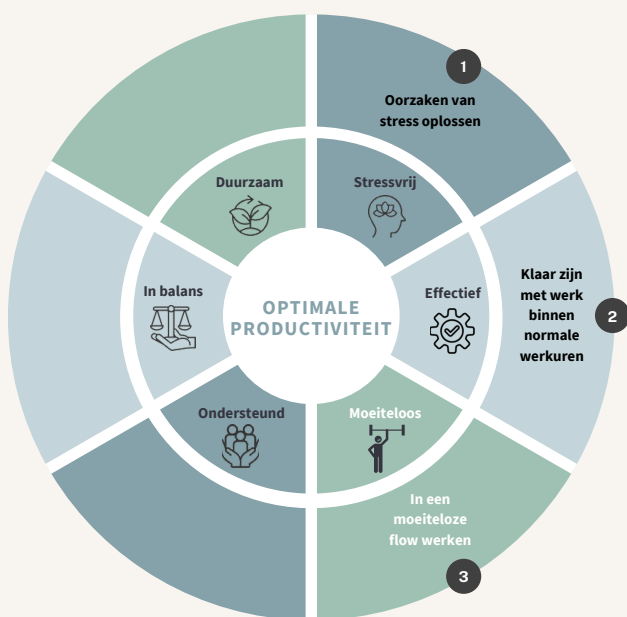 1
Oorzaken van
stress oplossen
Duurzaam
Stressvrij
In balans
Effectief
Klaar zijn
met werk
binnen
normale
werkuren
2
OPTIMALE
PRODUCTIVITEIT
Ondersteund
Moeiteloos
In een
moeiteloze
flow werken
3